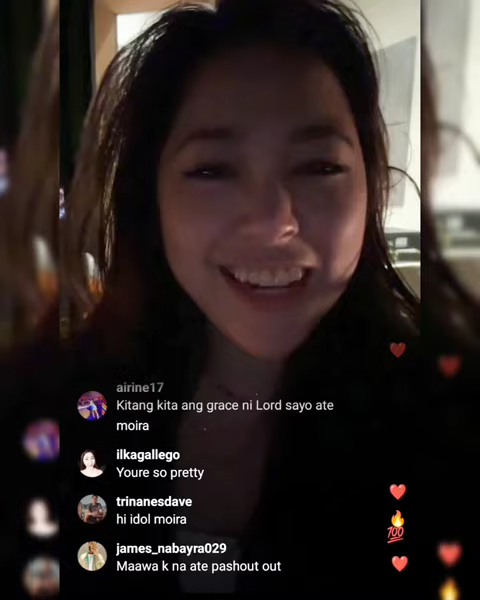 airine17
Kitang kita ang grace ni Lord sayo ate
moira
ilkagallego
Youre so pretty
trinanesdave
hi idol moira
james_nabayra029
Maawa k na ate pashout out